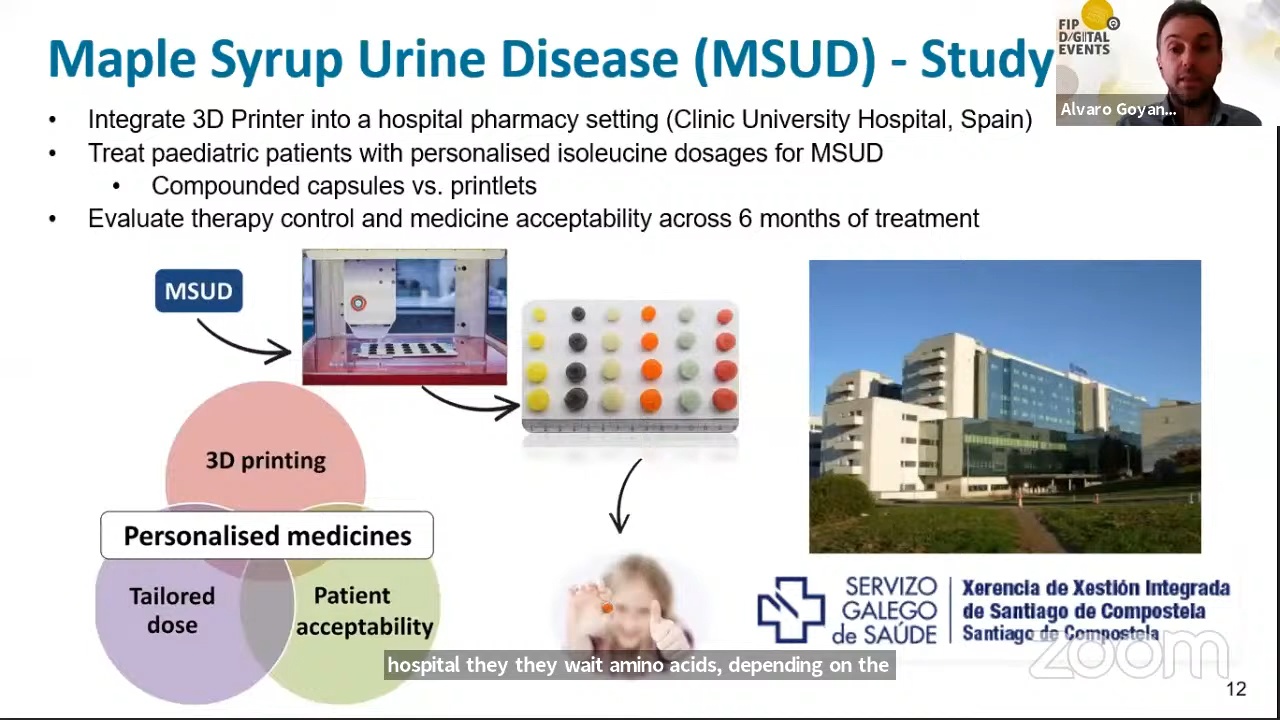 Maple Syrup Urine Disease (MSUD) - Study
FIP
DIGITAL
EVENTS
Alvaro Goyan...
• Integrate 3D Printer into a hospital pharmacy setting (Clinic University Hospital, Spain)
• Treat paediatric patients with personalised isoleucine dosages for MSUD
• Compounded capsules vs. printlets
• Evaluate therapy control and medicine acceptability across 6 months of treatment
MSUD
3D printing
Personalised medicines
Tailored
dose
Patient
acceptability
SERVIZO
GALEGO
de SAÚDE
Xerencia de Xestión Integrada
de Santiago de Compostela
Santiago de Compostela
zoom
hospital they they wait amino acids, depending on the
12